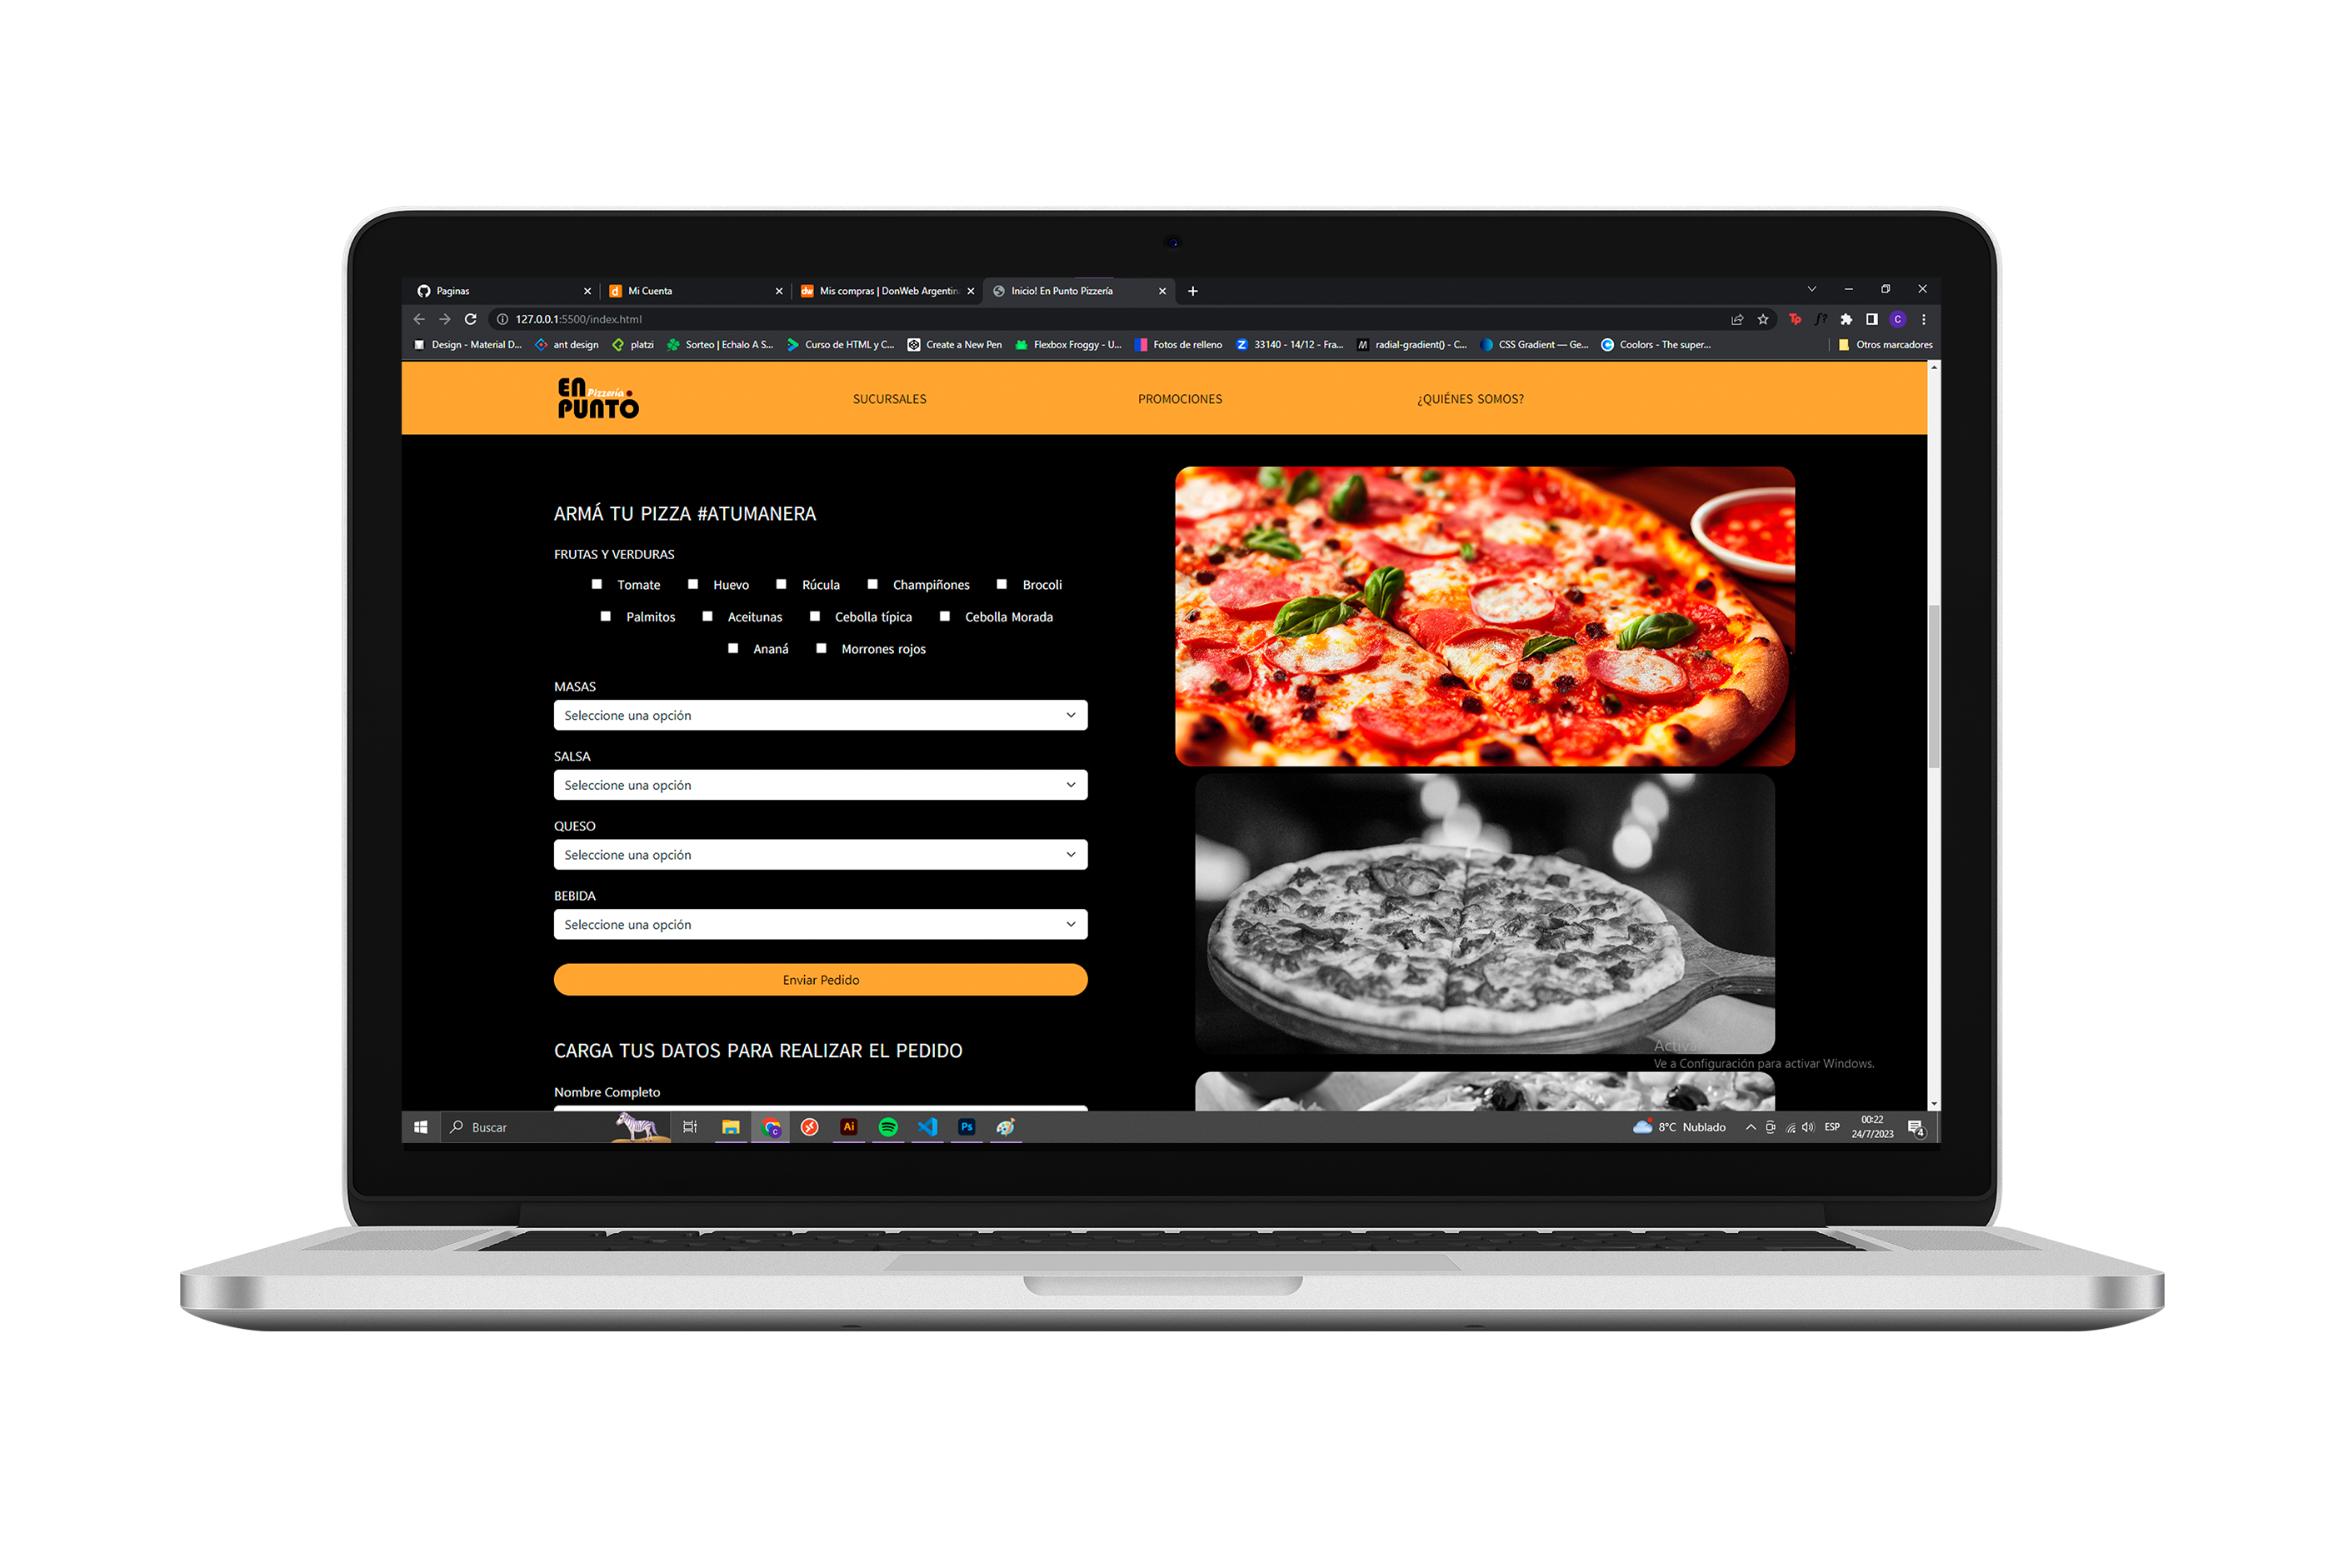 Paginas
Mi Cuenta
Mis compras | DonWeb Argentin
Inicio! En Punto Pizzería
127.0.0.1:5500/index.html
Design - Material D...
ant design
platzi
Sorteo | Echalo A S...
Curso de HTML y C...
Create a New Pen
Flexbox Froggy - U...
Fotos de relleno
33140 - 14/12 - Fra...
radial-gradient() - C...
CSS Gradient — Ge...
Coolors - The super...
Otros marcadores
EN
Pizzería
PUNTO
SUCURSALES
PROMOCIONES
¿QUIÉNES SOMOS?
ARMÁ TU PIZZA #ATUMANERA
FRUTAS Y VERDURAS
Tomate Huevo Rúcula Champiñones Brocoli
Palmitos Aceitunas Cebolla típica Cebolla Morada
Ananá Morrones rojos
MASAS
Seleccione una opción
SALSA
Seleccione una opción
QUESO
Seleccione una opción
BEBIDA
Seleccione una opción
Enviar Pedido
CARGA TUS DATOS PARA REALIZAR EL PEDIDO
Nombre Completo
Ve a Configuración para activar Windows.
Buscar
Ai
Ps
8°C Nublado
ESP
00:22
24/7/2023
4